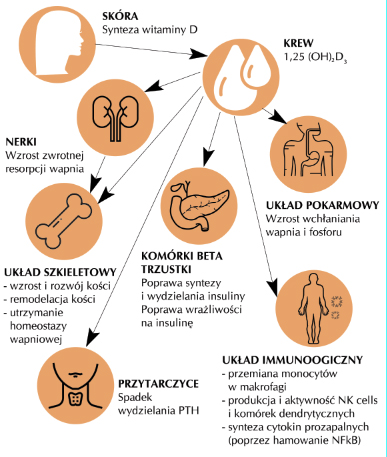 SKÓRA
Synteza witaminy D
KREW
1,25 (OH)₂D₃
NERKI
Wzrost zwrotnej
resorpcji wapnia
UKŁAD POKARMOWY
Wzrost wchłaniania
wapnia i fosforu
UKŁAD SZKIELETOWY
- wzrost i rozwój kości
- remodelacja kości
- utrzymanie
homeostazy
wapniowej
KOMÓRKI BETA
TRZUSTKI
Poprawa syntezy
i wydzielania insuliny
Poprawa wrażliwości
na insulinę
PRZYTARCZYCE
Spadek
wydzielania PTH
UKŁAD IMMUNOOGICZNY
- przemiana monocytów
w makrofagi
- produkcja i aktywność NK cells
i komórek dendrytycznych
- synteza cytokin prozapalnych
(poprzez hamowanie NFkB)